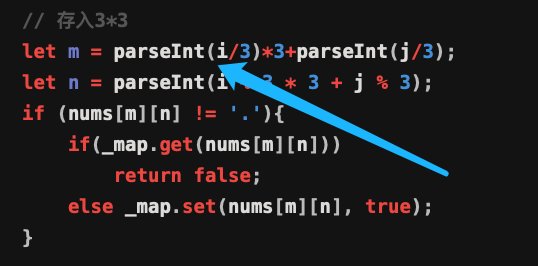 // 存入3*3
let m = parseInt(i/3)*3+parseInt(j/3);
let n = parseInt(i 3 * 3 + j % 3);
if (nums[m][n] != '.'){
if(_map.get(nums[m][n]))
return false;
else _map.set(nums[m][n], true);
}